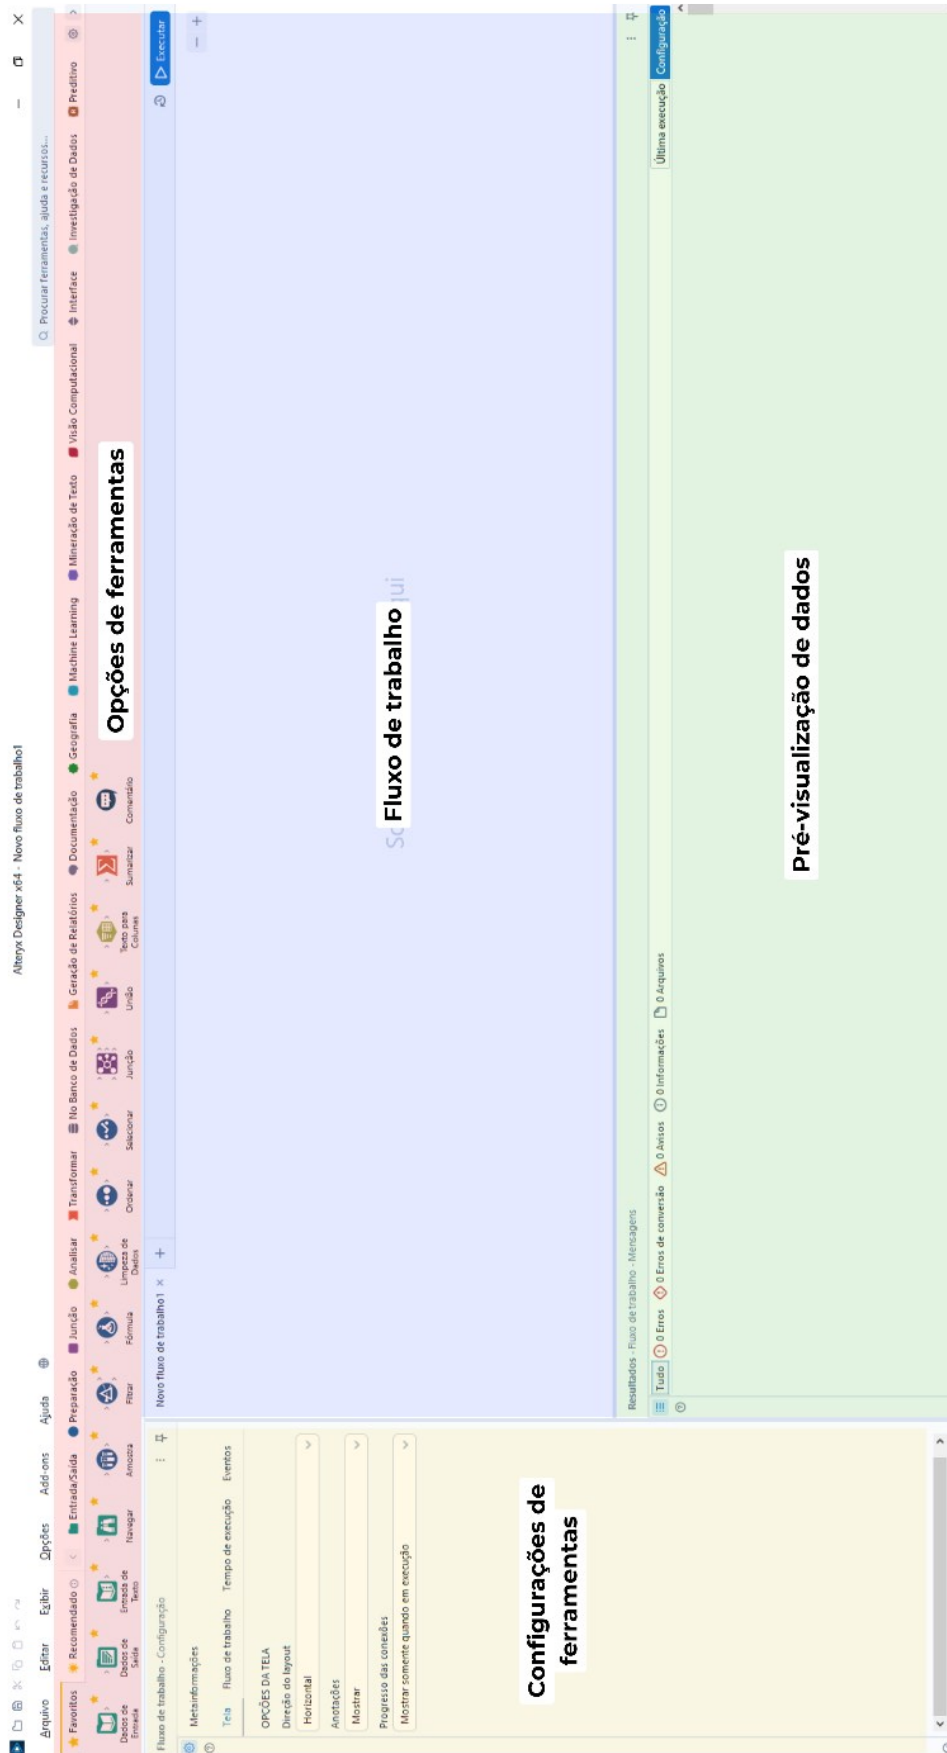 Alteryx Designer x64 - Novo fluxo de trabalho1
Arquivo Editar Exibir Opções Add-ons Ajuda
Procurar ferramentas, ajuda e recursos...
Favoritos Recomendado Entrada/Saída Preparação Junção Analisar Transformar No Banco de Dados Geração de Relatórios Documentação Geografia Machine Learning Mineração de Texto Visão Computacional Interface Investigação de Dados Preditivo
Dados de Entrada
Dados de Saída
Entrada de Texto
Navegar
Amostra
Filtrar
Fórmula
Limpeza de Dados
Ordenar
Selecionar
Junção
União
Texto para Colunas
Sumarizar
Comentário
Opções de ferramentas
Fluxo de trabalho - Configuração
Metainformações
Tela Fluxo de trabalho Tempo de execução Eventos
OPÇÕES DA TELA
Direção do layout
Horizontal
Anotações
Mostrar
Progresso das conexões
Mostrar somente quando em execução
Configurações de
ferramentas
Novo fluxo de trabalho1
Executar
Fluxo de trabalho
Resultados - Fluxo de trabalho - Mensagens
Tudo 0 Erros 0 Erros de conversão 0 Avisos 0 Informações 0 Arquivos
Última execução Configuração
Pré-visualização de dados